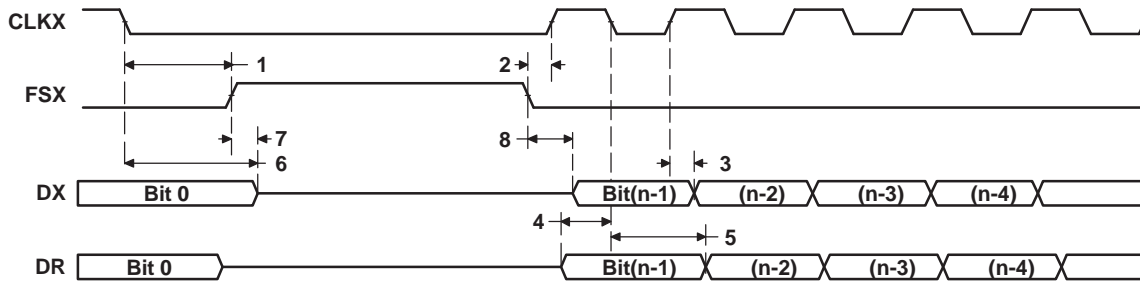 CLKX
1
2
FSX
7
8
6
3
DX
Bit 0
Bit(n-1)
(n-2)
(n-3)
(n-4)
4
5
DR
Bit 0
Bit(n-1)
(n-2)
(n-3)
(n-4)